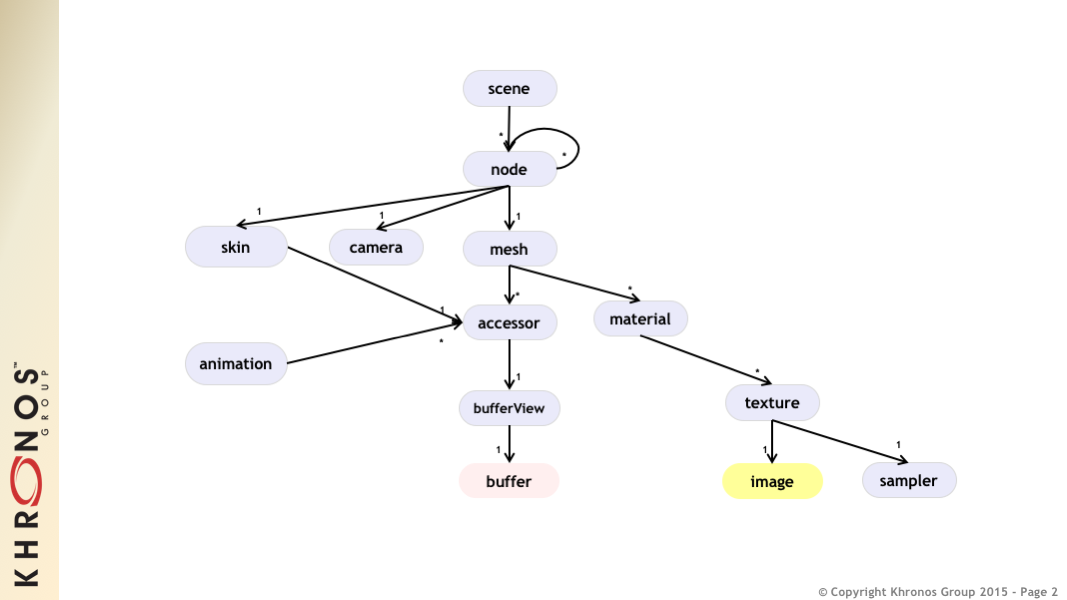 scene
*
*
node
1
1
1
skin
camera
mesh
*
*
1
accessor
material
*
animation
1
*
bufferView
texture
1
1
1
buffer
image
sampler
KHRONOS™
GROUP
© Copyright Khronos Group 2015 - Page 2